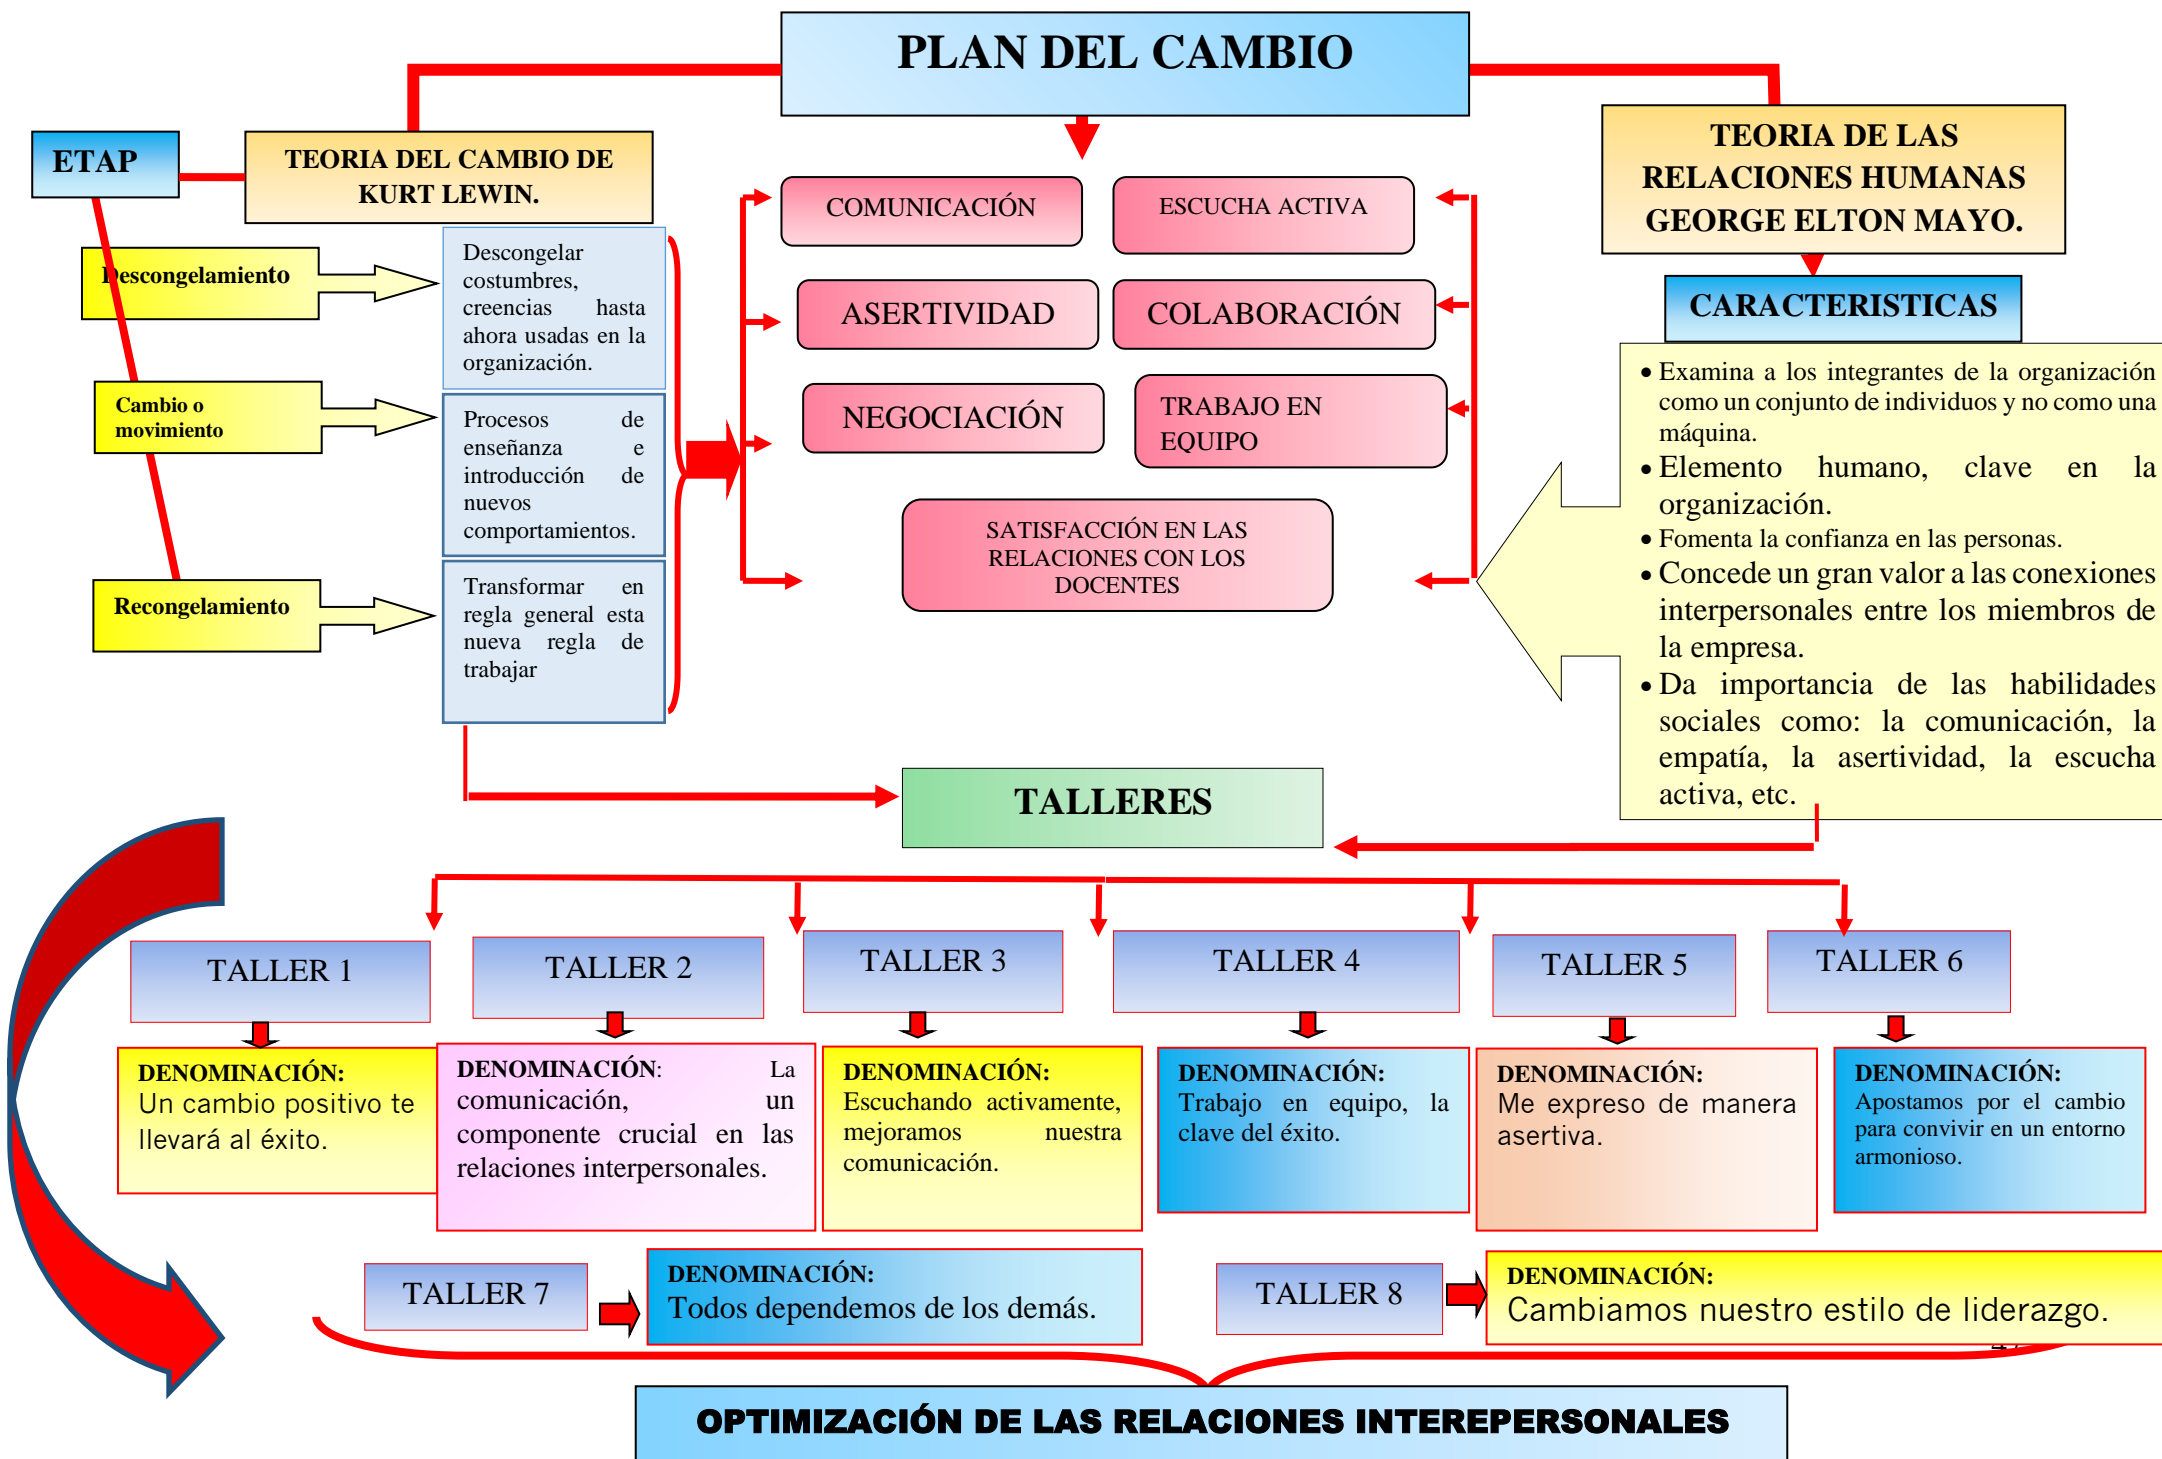 PLAN DEL CAMBIO
ETAP
TEORIA DEL CAMBIO DE
KURT LEWIN.
TEORIA DE LAS
RELACIONES HUMANAS
GEORGE ELTON MAYO.
Descongelamiento
Descongelar
costumbres,
creencias hasta
ahora usadas en la
organización.
Cambio o
movimiento
Procesos de
enseñanza e
introducción de
nuevos
comportamientos.
Recongelamiento
Transformar en
regla general esta
nueva regla de
trabajar
COMUNICACIÓN
ESCUCHA ACTIVA
ASERTIVIDAD
COLABORACIÓN
NEGOCIACIÓN
TRABAJO EN
EQUIPO
SATISFACCIÓN EN LAS
RELACIONES CON LOS
DOCENTES
CARACTERISTICAS
• Examina a los integrantes de la organización
como un conjunto de individuos y no como una
máquina.
• Elemento humano, clave en la
organización.
• Fomenta la confianza en las personas.
• Concede un gran valor a las conexiones
interpersonales entre los miembros de
la empresa.
• Da importancia de las habilidades
sociales como: la comunicación, la
empatía, la asertividad, la escucha
activa, etc.
TALLERES
TALLER 1
TALLER 2
TALLER 3
TALLER 4
TALLER 5
TALLER 6
DENOMINACIÓN:
Un cambio positivo te
llevará al éxito.
DENOMINACIÓN: La
comunicación, un
componente crucial en las
relaciones interpersonales.
DENOMINACIÓN:
Escuchando activamente,
mejoramos nuestra
comunicación.
DENOMINACIÓN:
Trabajo en equipo, la
clave del éxito.
DENOMINACIÓN:
Me expreso de manera
asertiva.
DENOMINACIÓN:
Apostamos por el cambio
para convivir en un entorno
armonioso.
TALLER 7
DENOMINACIÓN:
Todos dependemos de los demás.
TALLER 8
DENOMINACIÓN:
Cambiamos nuestro estilo de liderazgo.
OPTIMIZACIÓN DE LAS RELACIONES INTEREPERSONALES